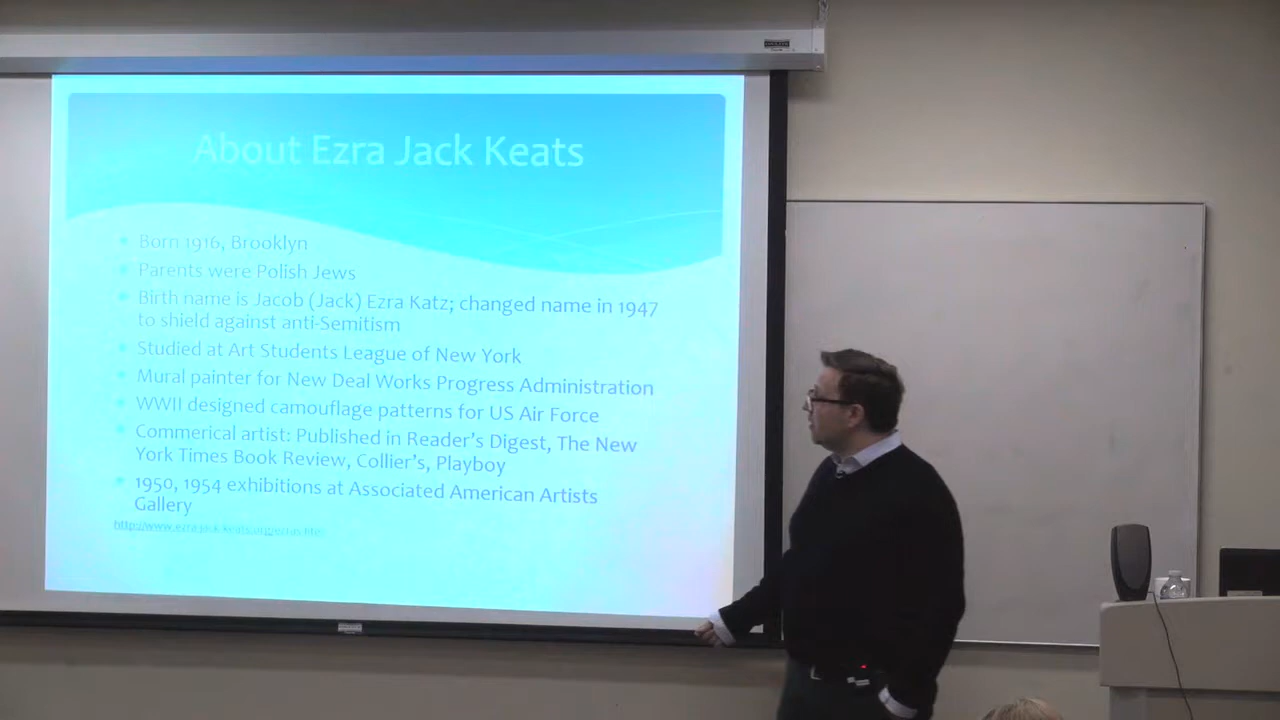 About Ezra Jack Keats
Born 1916, Brooklyn
Parents were Polish Jews
Birth name is Jacob (Jack) Ezra Katz; changed name in 1947
to shield against anti-Semitism
Studied at Art Students League of New York
Mural painter for New Deal Works Progress Administration
WWII designed camouflage patterns for US Air Force
Commerical artist: Published in Reader's Digest, The New
York Times Book Review, Collier's, Playboy
1950, 1954 exhibitions at Associated American Artists
Gallery